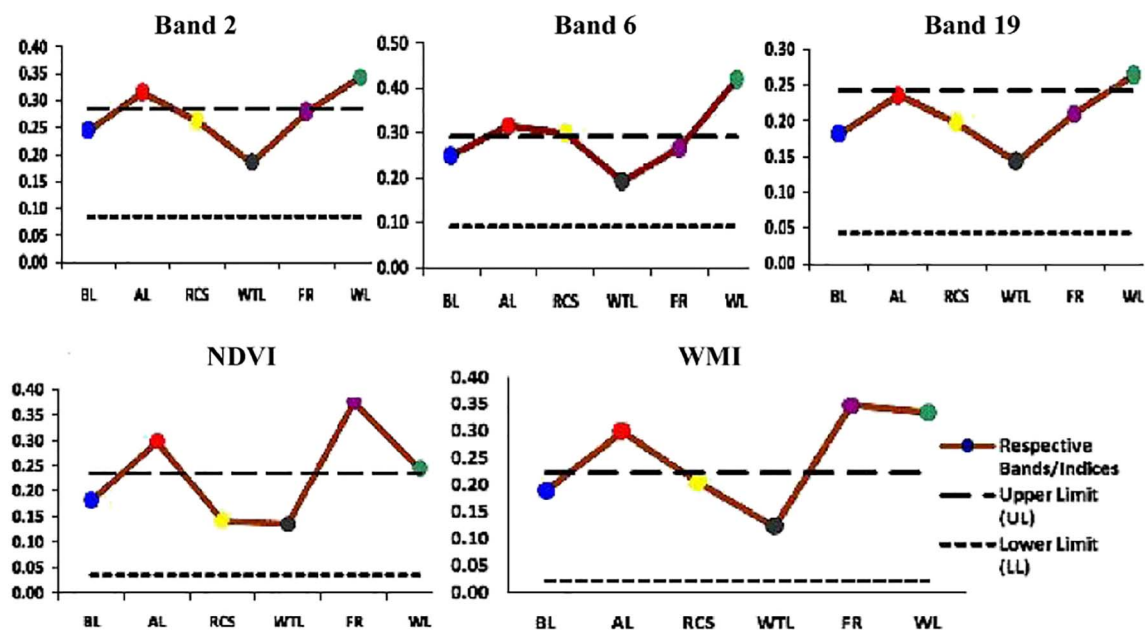 Band 2
Band 6
Band 19
0.40
0.35
0.30
0.25
0.20
0.15
0.10
0.05
0.00
BL AL RCS WTL FR WL
0.50
0.40
0.30
0.20
0.10
0.00
BL AL RCS WTL FR WL
0.30
0.25
0.20
0.15
0.10
0.05
0.00
BL AL RCS WTL FR WL
NDVI
WMI
0.40
0.35
0.30
0.25
0.20
0.15
0.10
0.05
0.00
BL AL RCS WTL FR WL
0.40
0.35
0.30
0.25
0.20
0.15
0.10
0.05
0.00
BL AL RCS WTL FR WL
Respective
Bands/Indices
Upper Limit
(UL)
Lower Limit
(LL)